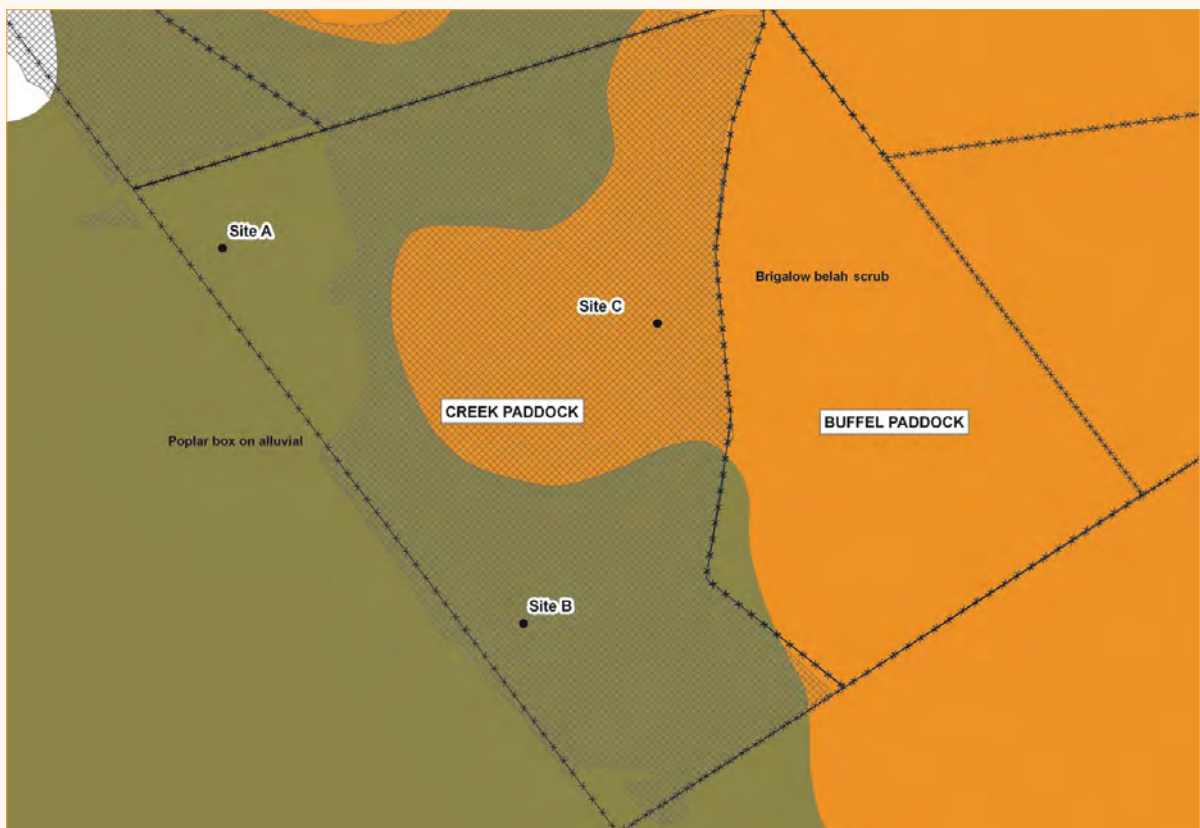 Site A
Brigalow belah scrub
Site C
CREEK PADDOCK
BUFFEL PADDOCK
Poplar box on alluvial
Site B